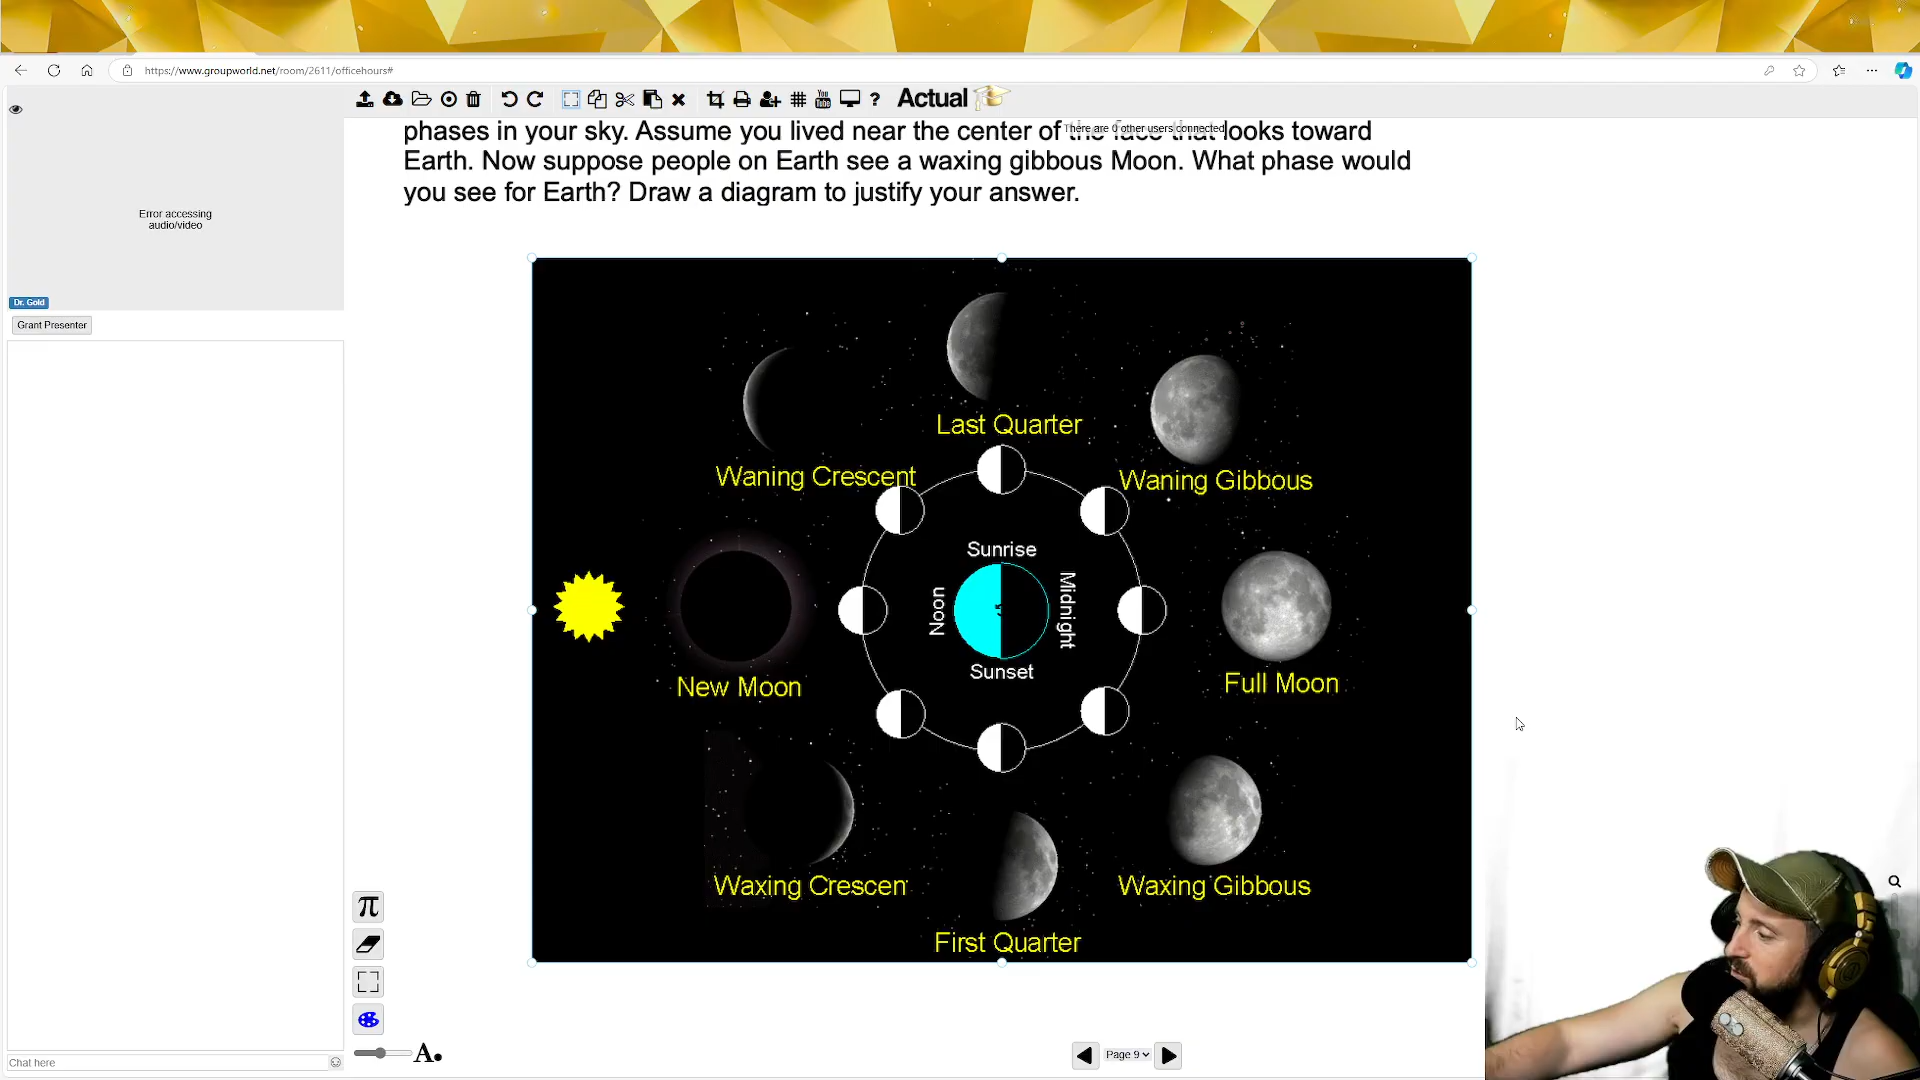 https://www.groupworld.net/room/2611/officehours#
Actual
There are 0 other users connected
phases in your sky. Assume you lived near the center of the face that looks toward
Earth. Now suppose people on Earth see a waxing gibbous Moon. What phase would
you see for Earth? Draw a diagram to justify your answer.
Error accessing
audio/video
Dr. Gold
Grant Presenter
Last Quarter
Waning Crescent
Waning Gibbous
Sunrise
Noon
Midnight
Sunset
New Moon
Full Moon
Waxing Crescen
Waxing Gibbous
First Quarter
π
A
Chat here
Page 9